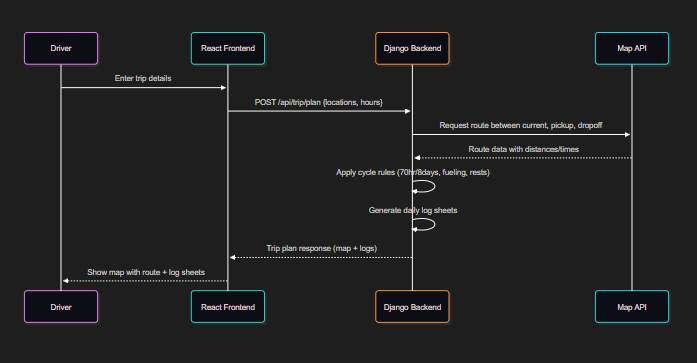 Driver
React Frontend
Django Backend
Map API
Enter trip details
POST /api/trip/plan {locations, hours}
Request route between current, pickup, dropoff
Route data with distances/times
Apply cycle rules (70hr/8days, fueling, rests)
Generate daily log sheets
Trip plan response (map + logs)
Show map with route + log sheets
Driver
React Frontend
Django Backend
Map API